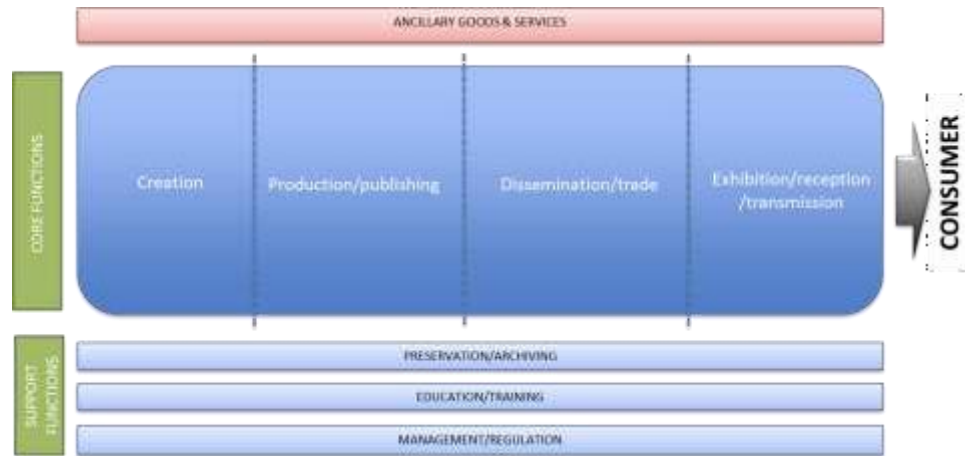 ANCILLARY GOODS & SERVICES
CORE FUNCTIONS
Creation
Production/publishing
Dissemination/trade
Exhibition/reception
/transmission
CONSUMER
SUPPORT
FUNCTIONS
PRESERVATION/ARCHIVING
EDUCATION/TRAINING
MANAGEMENT/REGULATION